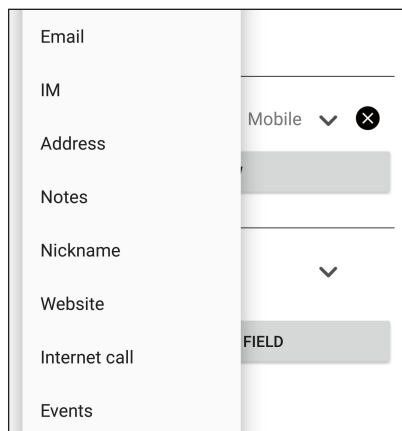 Email
IM
Mobile
Address
Notes
Nickname
Website
FIELD
Internet call
Events